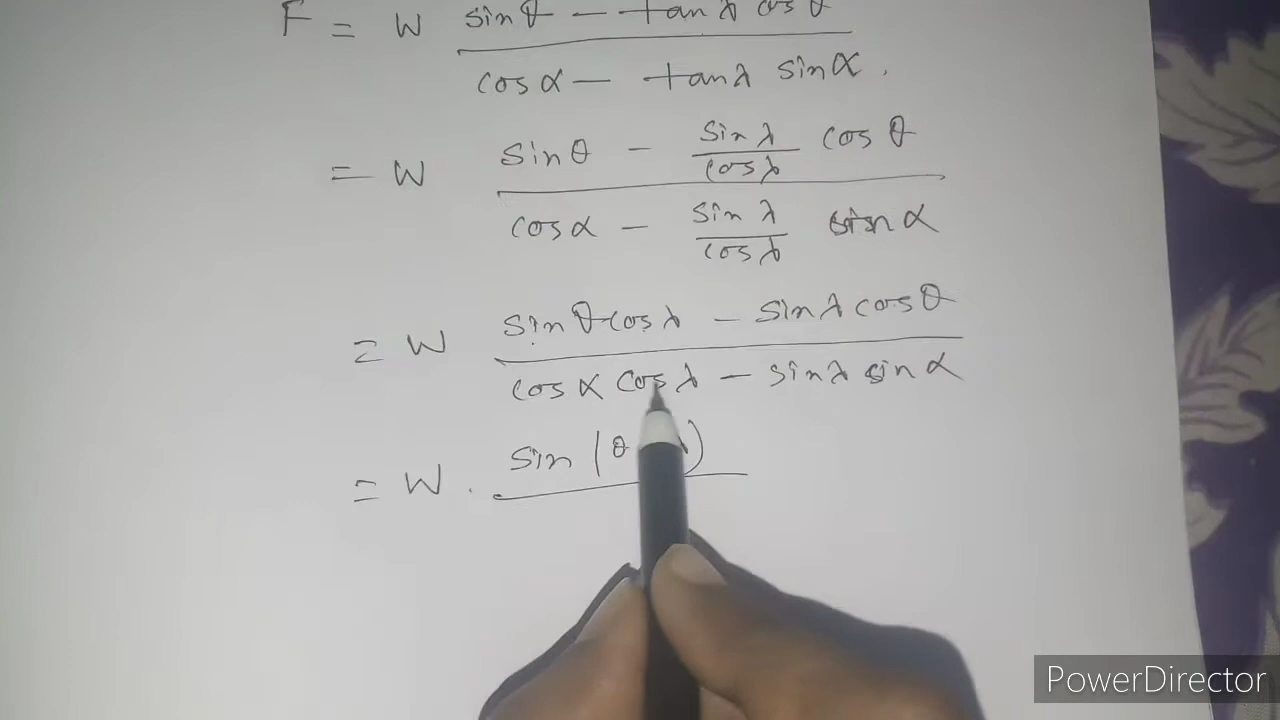 F = W sinθ - tanλ cosθ
cosα - tanλ sinα.
= W sinθ - sinλ/cosλ cosθ
cosα - sinλ/cosλ sinα
= W sinθ cosλ - sinλ cosθ
cosα cosλ - sinλ sinα
= W. sin (θ )
PowerDirector